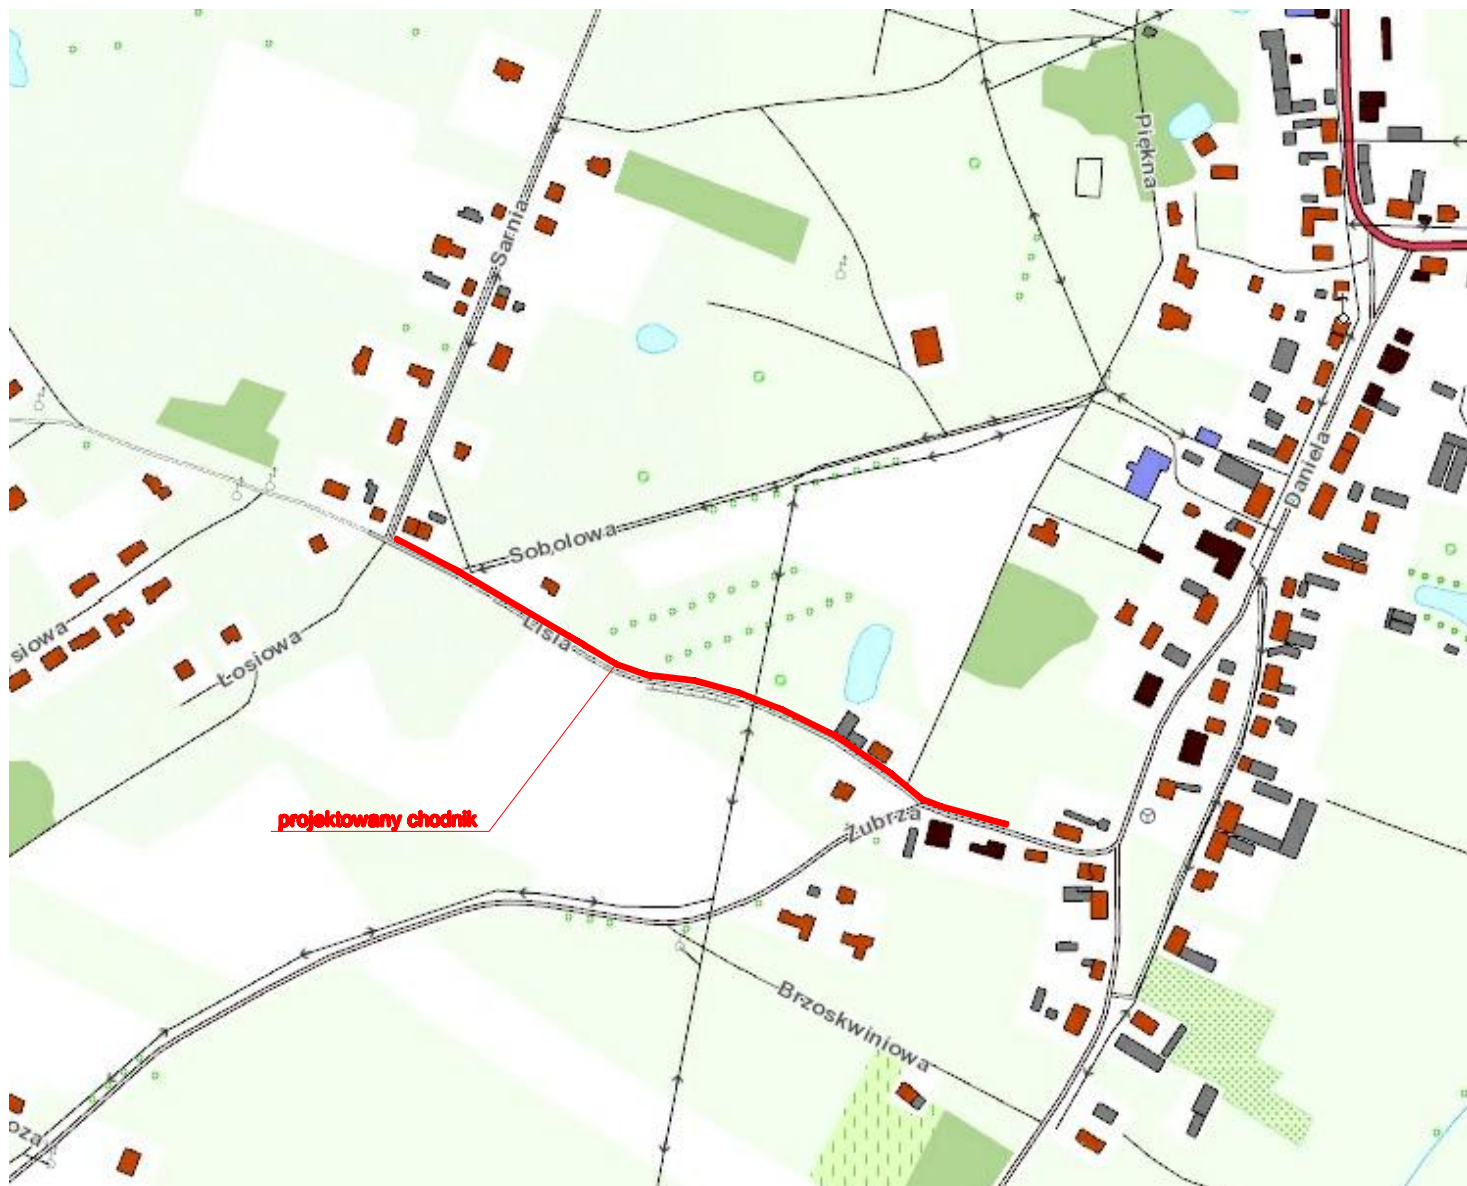 Piękna
Sarnia
Daniela
Sobolowa
Lisia
Łosiowa
siowa
projektowany chodnik
Żubrza
Brzoskwiniowa
oza